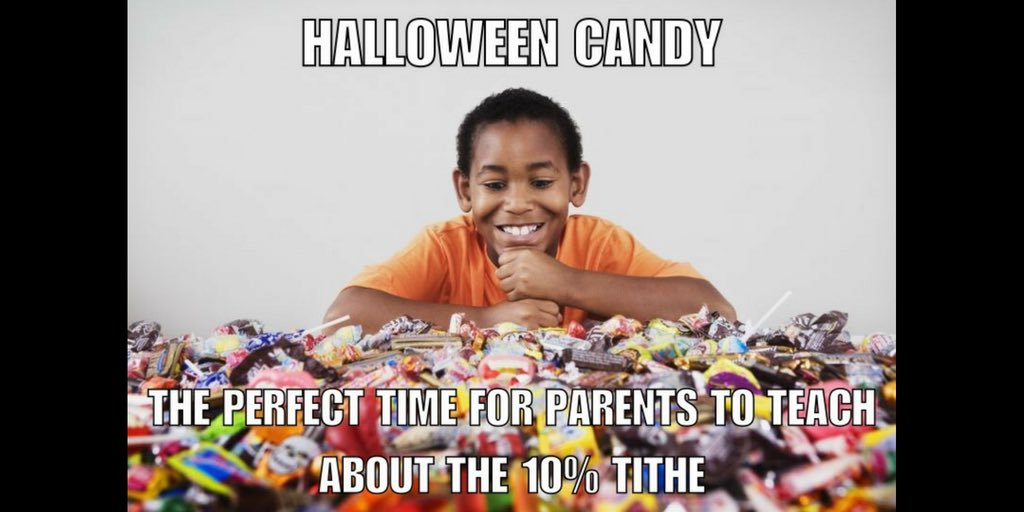 HALLOWEEN CANDY
THE PERFECT TIME FOR PARENTS TO TEACH
ABOUT THE 10% TITHE